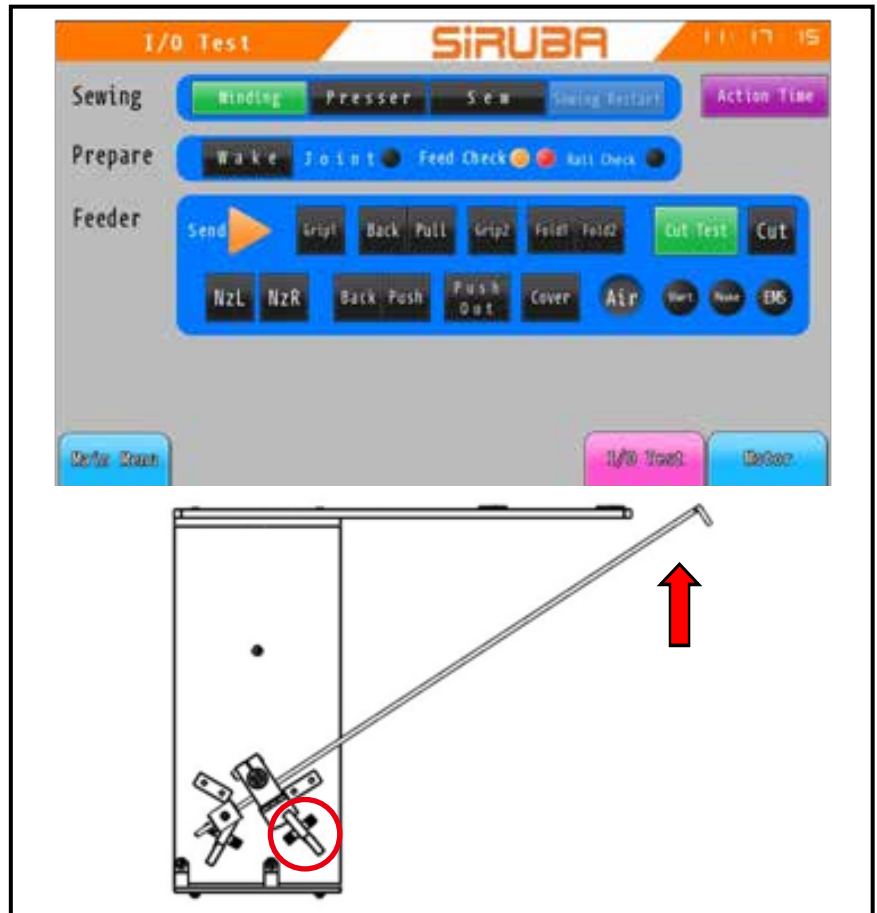 I/O Test SiRUBA 11:17 15
Sewing Winding Presser Sew Sewing Restart Action Time
Prepare Wake Joint Feed Check Rail Check
Feeder Send Grip1 Back Pull Grip2 Fold1 Fold2 Cut Test Cut
NzL NzR Back Push Push Out Cover Air Start EMS
Main Menu I/O Test Motor